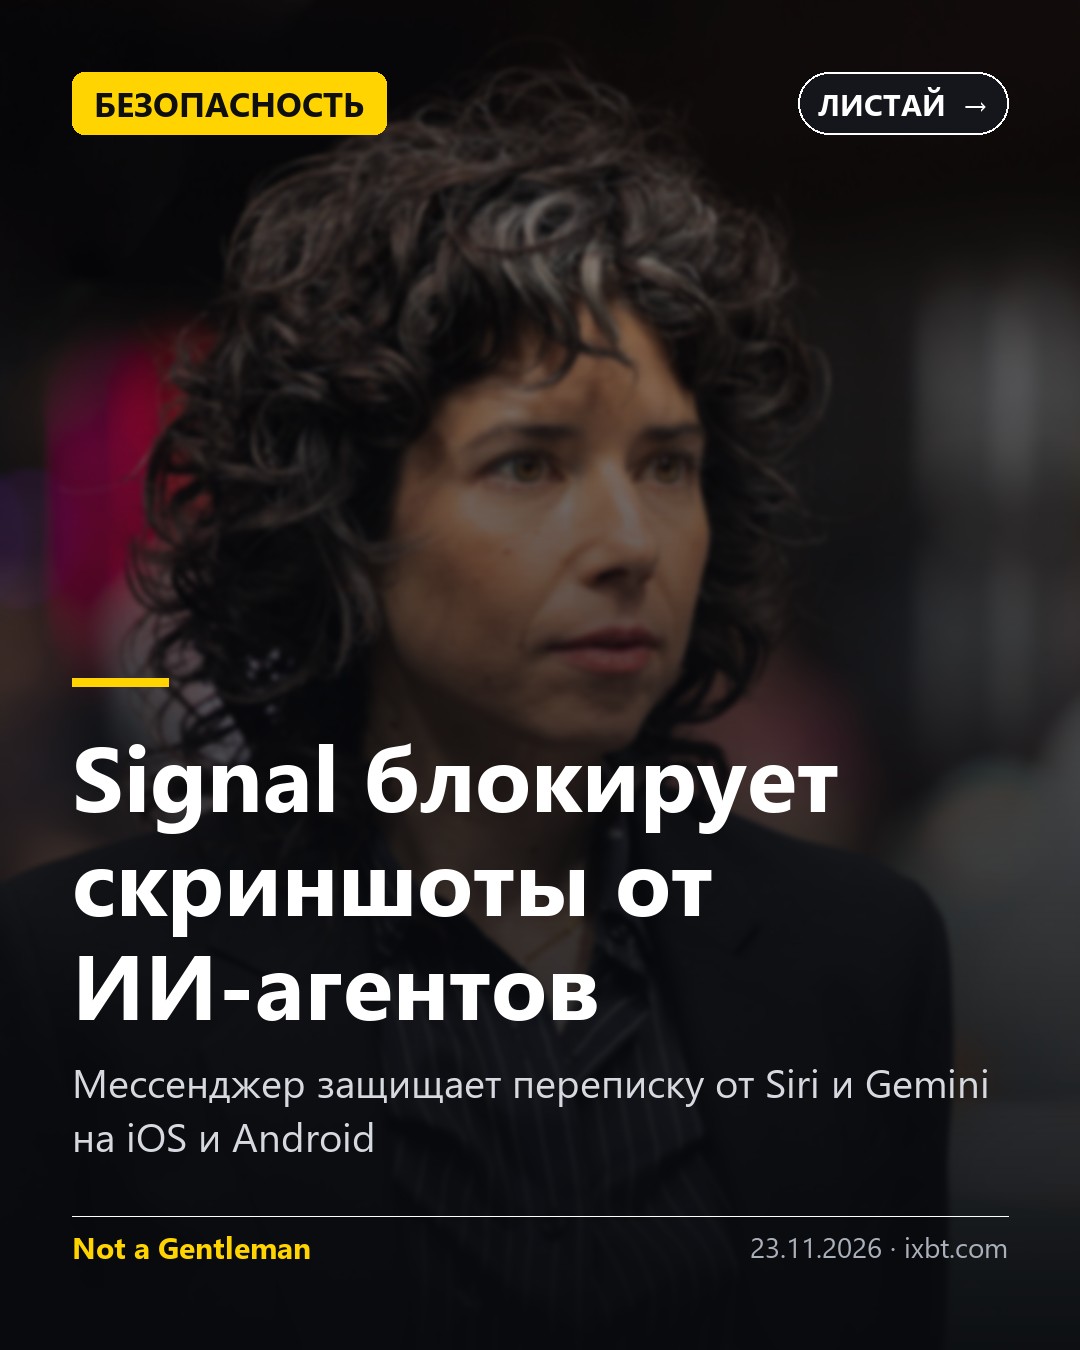 БЕЗОПАСНОСТЬ
ЛИСТАЙ →
Signal блокирует
скриншоты от
ИИ-агентов
Мессенджер защищает переписку от Siri и Gemini
на iOS и Android
Not a Gentleman
23.11.2026 · ixbt.com